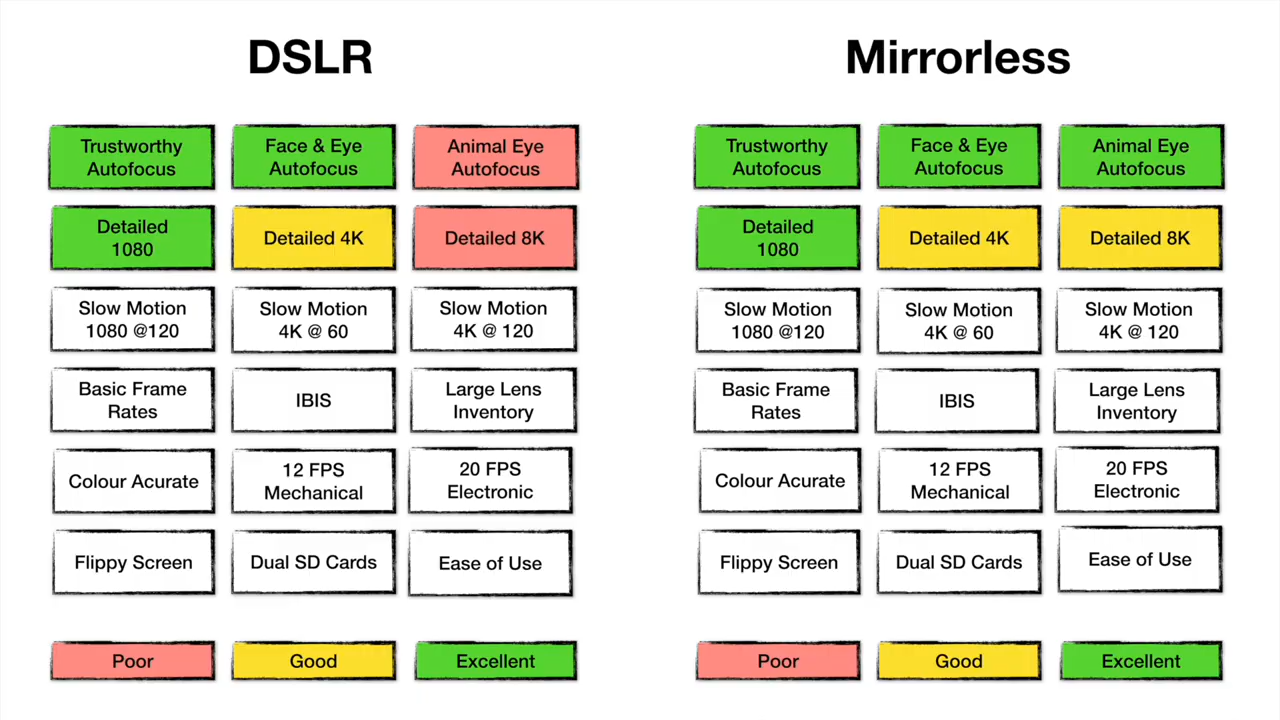 DSLR
Trustworthy
Autofocus
Face & Eye
Autofocus
Animal Eye
Autofocus
Detailed
1080
Detailed 4K
Detailed 8K
Slow Motion
1080 @120
Slow Motion
4K @ 60
Slow Motion
4K @ 120
Basic Frame
Rates
IBIS
Large Lens
Inventory
Colour Acurate
12 FPS
Mechanical
20 FPS
Electronic
Flippy Screen
Dual SD Cards
Ease of Use
Poor
Good
Excellent
Mirrorless
Trustworthy
Autofocus
Face & Eye
Autofocus
Animal Eye
Autofocus
Detailed
1080
Detailed 4K
Detailed 8K
Slow Motion
1080 @120
Slow Motion
4K @ 60
Slow Motion
4K @ 120
Basic Frame
Rates
IBIS
Large Lens
Inventory
Colour Acurate
12 FPS
Mechanical
20 FPS
Electronic
Flippy Screen
Dual SD Cards
Ease of Use
Poor
Good
Excellent